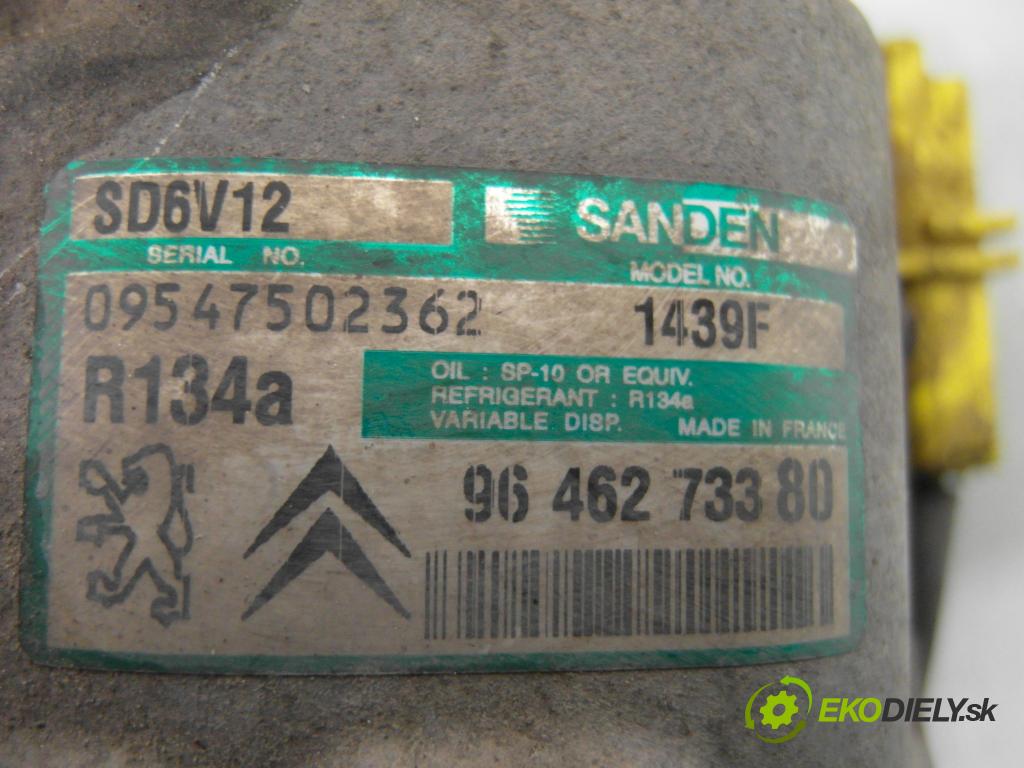 SD6V12
SANDEN
SERIAL NO.
MODEL NO.
09547502362
1439F
R134a
OIL : SP-10 OR EQUIV.
REFRIGERANT : R134a
VARIABLE DISP. MADE IN FRANCE
96 462 733 80
EKODIELY.sk